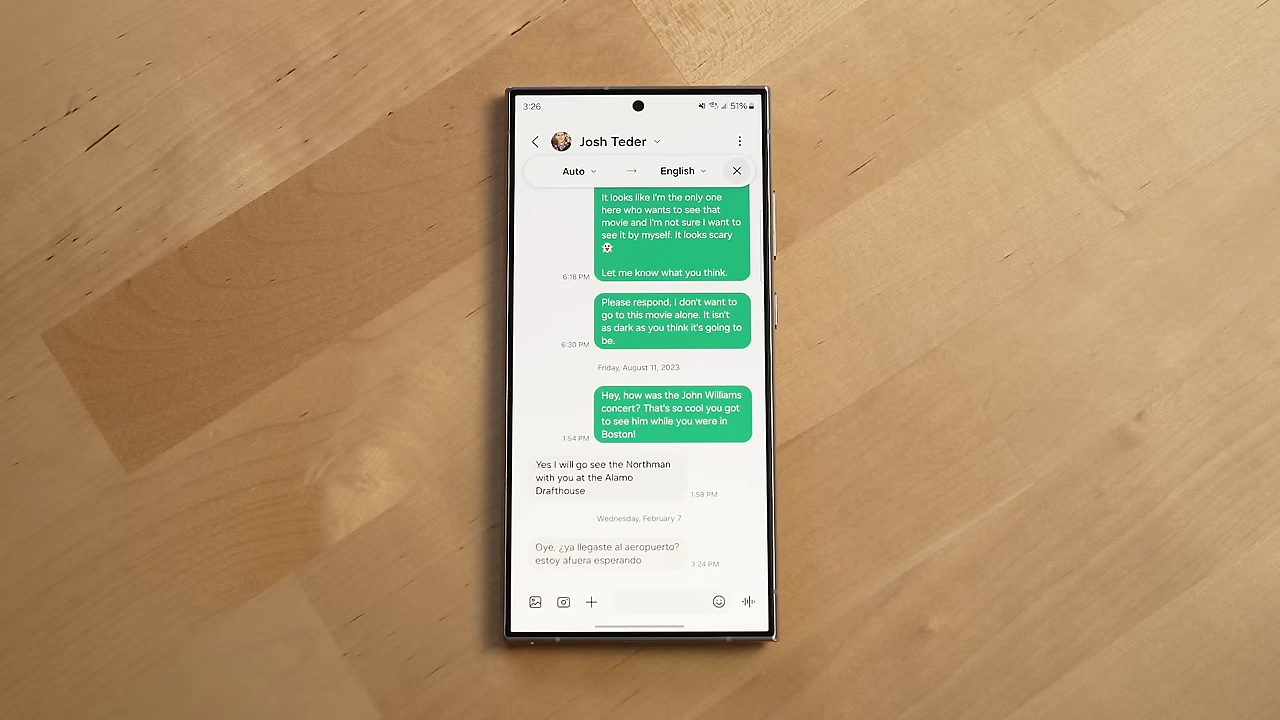 3:26
51%
Josh Teder
Auto → English
It looks like I'm the only one
here who wants to see that
movie and I'm not sure I want to
see it by myself. It looks scary
👻
Let me know what you think.
6:18 PM
Please respond, I don't want to
go to this movie alone. It isn't
as dark as you think it's going to
be.
6:30 PM
Friday, August 11, 2023
Hey, how was the John Williams
concert? That's so cool you got
to see him while you were in
Boston!
1:54 PM
Yes I will go see the Northman
with you at the Alamo
Drafthouse
1:58 PM
Wednesday, February 7
Oye, ¿ya llegaste al aeropuerto?
estoy afuera esperando
3:24 PM